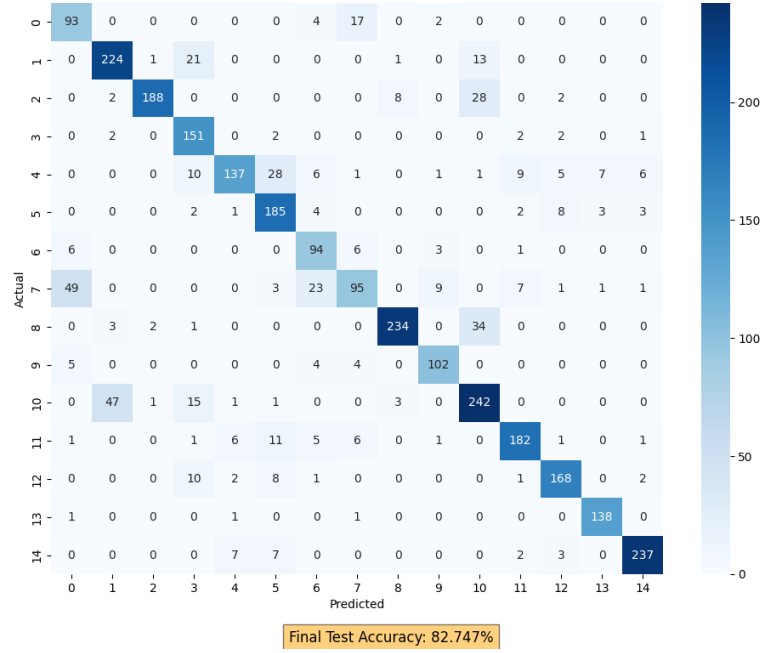 0 93 0 0 0 0 0 4 17 0 2 0 0 0 0 0
1 0 224 1 21 0 0 0 0 1 0 13 0 0 0 0
2 0 2 188 0 0 0 0 0 8 0 28 0 2 0 0
200
3 0 2 0 151 0 2 0 0 0 0 0 2 2 0 1
4 0 0 0 10 137 28 6 1 0 1 1 9 5 7 6
5 0 0 0 2 1 185 4 0 0 0 0 2 8 3 3
150
6 6 0 0 0 0 0 94 6 0 3 0 1 0 0 0
Actual
7 49 0 0 0 0 3 23 95 0 9 0 7 1 1 1
8 0 3 2 1 0 0 0 0 234 0 34 0 0 0 0
100
9 5 0 0 0 0 0 4 4 0 102 0 0 0 0 0
10 0 47 1 15 1 1 0 0 3 0 242 0 0 0 0
11 1 0 0 1 6 11 5 6 0 1 0 182 1 0 1
50
12 0 0 0 10 2 8 1 0 0 0 0 1 168 0 2
13 1 0 0 0 1 0 0 1 0 0 0 0 0 138 0
14 0 0 0 0 7 7 0 0 0 0 0 2 3 0 237
0
0 1 2 3 4 5 6 7 8 9 10 11 12 13 14
Predicted
Final Test Accuracy: 82.747%